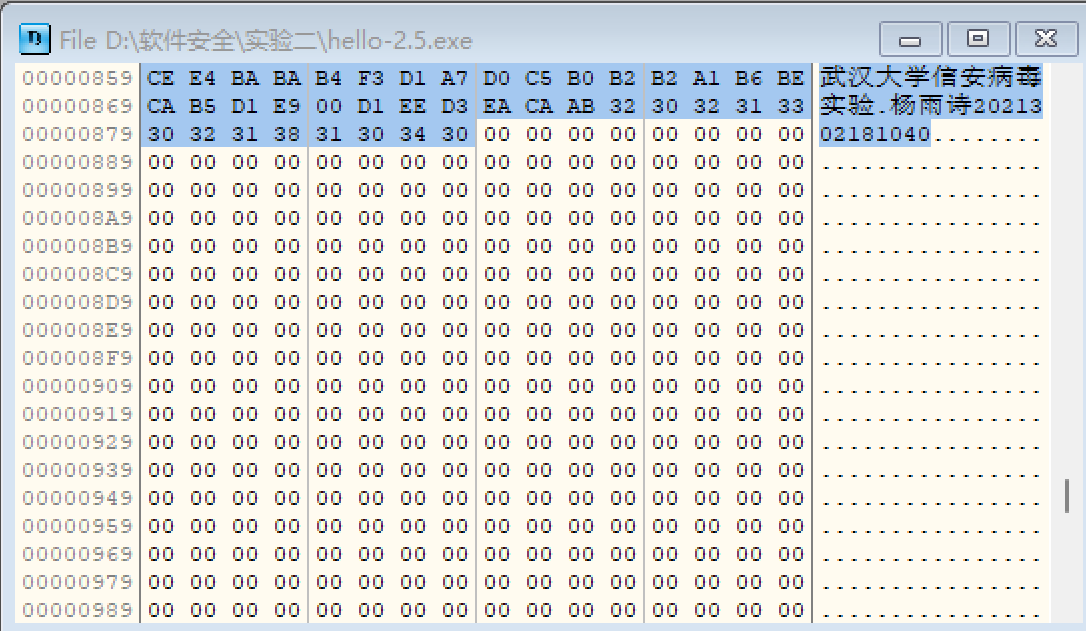 File D:\软件安全\实验二\hello-2.5.exe
00000859 CE E4 BA BA B4 F3 D1 A7 D0 C5 B0 B2 B2 A1 B6 BE 武汉大学信安病毒
00000869 CA B5 D1 E9 00 D1 EE D3 EA CA AB 32 30 32 31 33 实验.杨雨诗20213
00000879 30 32 31 38 31 30 34 30 00 00 00 00 00 00 00 00 02181040........
00000889 00 00 00 00 00 00 00 00 00 00 00 00 00 00 00 00 ................
00000899 00 00 00 00 00 00 00 00 00 00 00 00 00 00 00 00 ................
000008A9 00 00 00 00 00 00 00 00 00 00 00 00 00 00 00 00 ................
000008B9 00 00 00 00 00 00 00 00 00 00 00 00 00 00 00 00 ................
000008C9 00 00 00 00 00 00 00 00 00 00 00 00 00 00 00 00 ................
000008D9 00 00 00 00 00 00 00 00 00 00 00 00 00 00 00 00 ................
000008E9 00 00 00 00 00 00 00 00 00 00 00 00 00 00 00 00 ................
000008F9 00 00 00 00 00 00 00 00 00 00 00 00 00 00 00 00 ................
00000909 00 00 00 00 00 00 00 00 00 00 00 00 00 00 00 00 ................
00000919 00 00 00 00 00 00 00 00 00 00 00 00 00 00 00 00 ................
00000929 00 00 00 00 00 00 00 00 00 00 00 00 00 00 00 00 ................
00000939 00 00 00 00 00 00 00 00 00 00 00 00 00 00 00 00 ................
00000949 00 00 00 00 00 00 00 00 00 00 00 00 00 00 00 00 ................
00000959 00 00 00 00 00 00 00 00 00 00 00 00 00 00 00 00 ................
00000969 00 00 00 00 00 00 00 00 00 00 00 00 00 00 00 00 ................
00000979 00 00 00 00 00 00 00 00 00 00 00 00 00 00 00 00 ................
00000989 00 00 00 00 00 00 00 00 00 00 00 00 00 00 00 00 ................